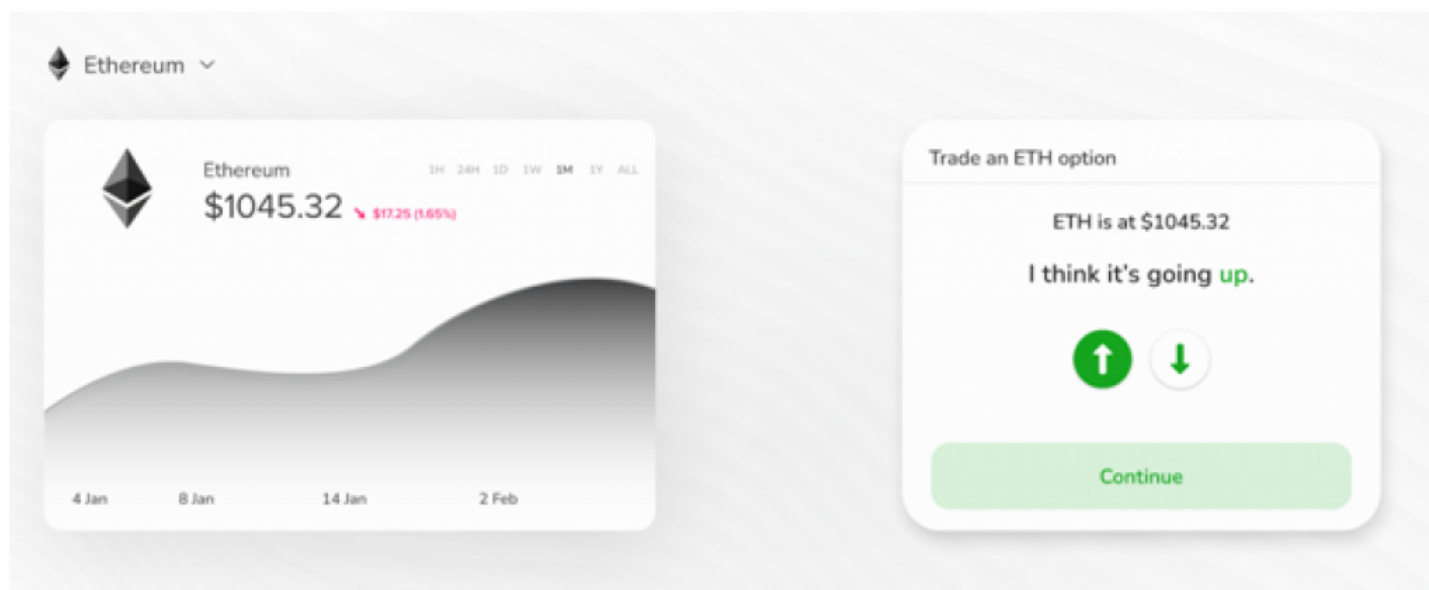 Ethereum
Ethereum
1H 24H 1D 1W 1M 1Y ALL
$1045.32 $17.25 (1.65%)
4 Jan 8 Jan 14 Jan 2 Feb
Trade an ETH option
ETH is at $1045.32
I think it's going up.
Continue